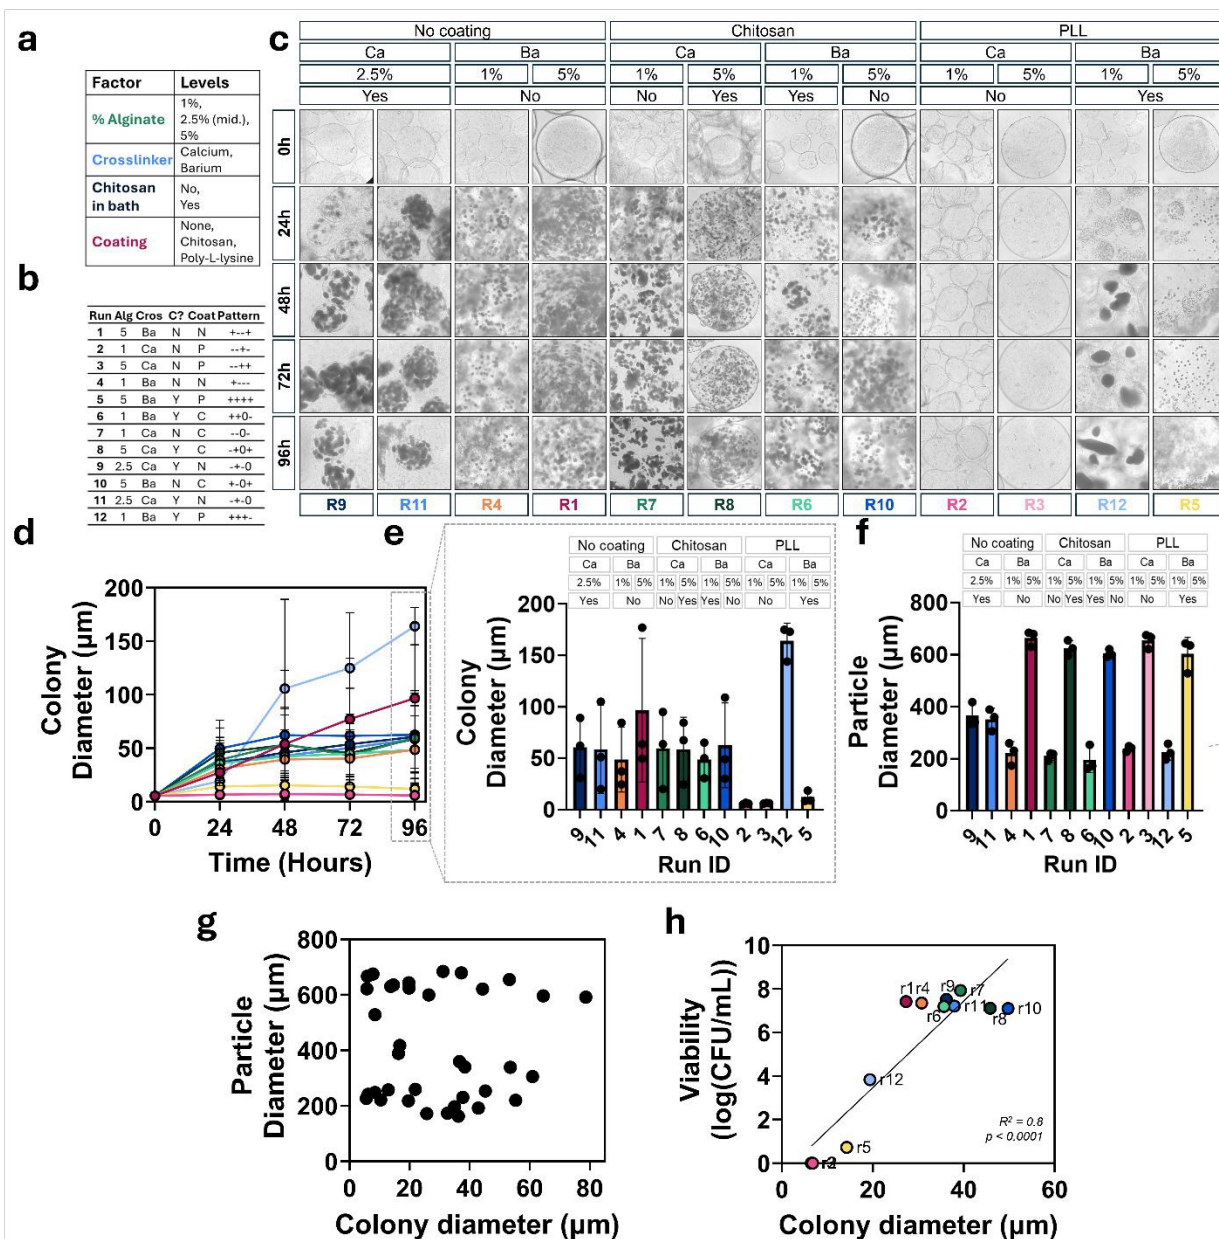 a
Factor Levels
% Alginate 1%, 2.5% (mid.), 5%
Crosslinker Calcium, Barium
Chitosan in bath No, Yes
Coating None, Chitosan, Poly-L-lysine
b
Run Alg Cros C? Coat Pattern
1 5 Ba N N +--+
2 1 Ca N P --+-
3 5 Ca N P --++
4 1 Ba N N +---
5 5 Ba Y P ++++
6 1 Ba Y C ++0-
7 1 Ca N C --0-
8 5 Ca Y C -+0+
9 2.5 Ca Y N -+-0
10 5 Ba N C +-0+
11 2.5 Ca Y N -+-0
12 1 Ba Y P +++-
c
No coating Chitosan PLL
Ca Ba Ca Ba Ca Ba
2.5% 1% 5% 1% 5% 1% 5% 1% 5% 1% 5%
Yes No No Yes Yes No No Yes
0h
24h
48h
72h
96h
R9 R11 R4 R1 R7 R8 R6 R10 R2 R3 R12 R5
d
Colony Diameter (µm)
200
150
100
50
0
0 24 48 72 96
Time (Hours)
e
No coating Chitosan PLL
Ca Ba Ca Ba Ca Ba
2.5% 1% 5% 1% 5% 1% 5% 1% 5% 1% 5%
Yes No No Yes Yes No No Yes
Colony Diameter (µm)
200
150
100
50
0
9 11 4 1 7 8 6 10 2 3 12 5
Run ID
f
No coating Chitosan PLL
Ca Ba Ca Ba Ca Ba
2.5% 1% 5% 1% 5% 1% 5% 1% 5% 1% 5%
Yes No No Yes Yes No No Yes
Particle Diameter (µm)
800
600
400
200
0
9 11 4 1 7 8 6 10 2 3 12 5
Run ID
g
Particle Diameter (µm)
800
600
400
200
0
0 20 40 60 80
Colony diameter (µm)
h
Viability (log(CFU/mL))
10
8
6
4
2
0
r1 r4 r9 r7
r6 r11 r8 r10
r12
r5
R² = 0.8
p < 0.0001
0 20 40 60
Colony diameter (µm)